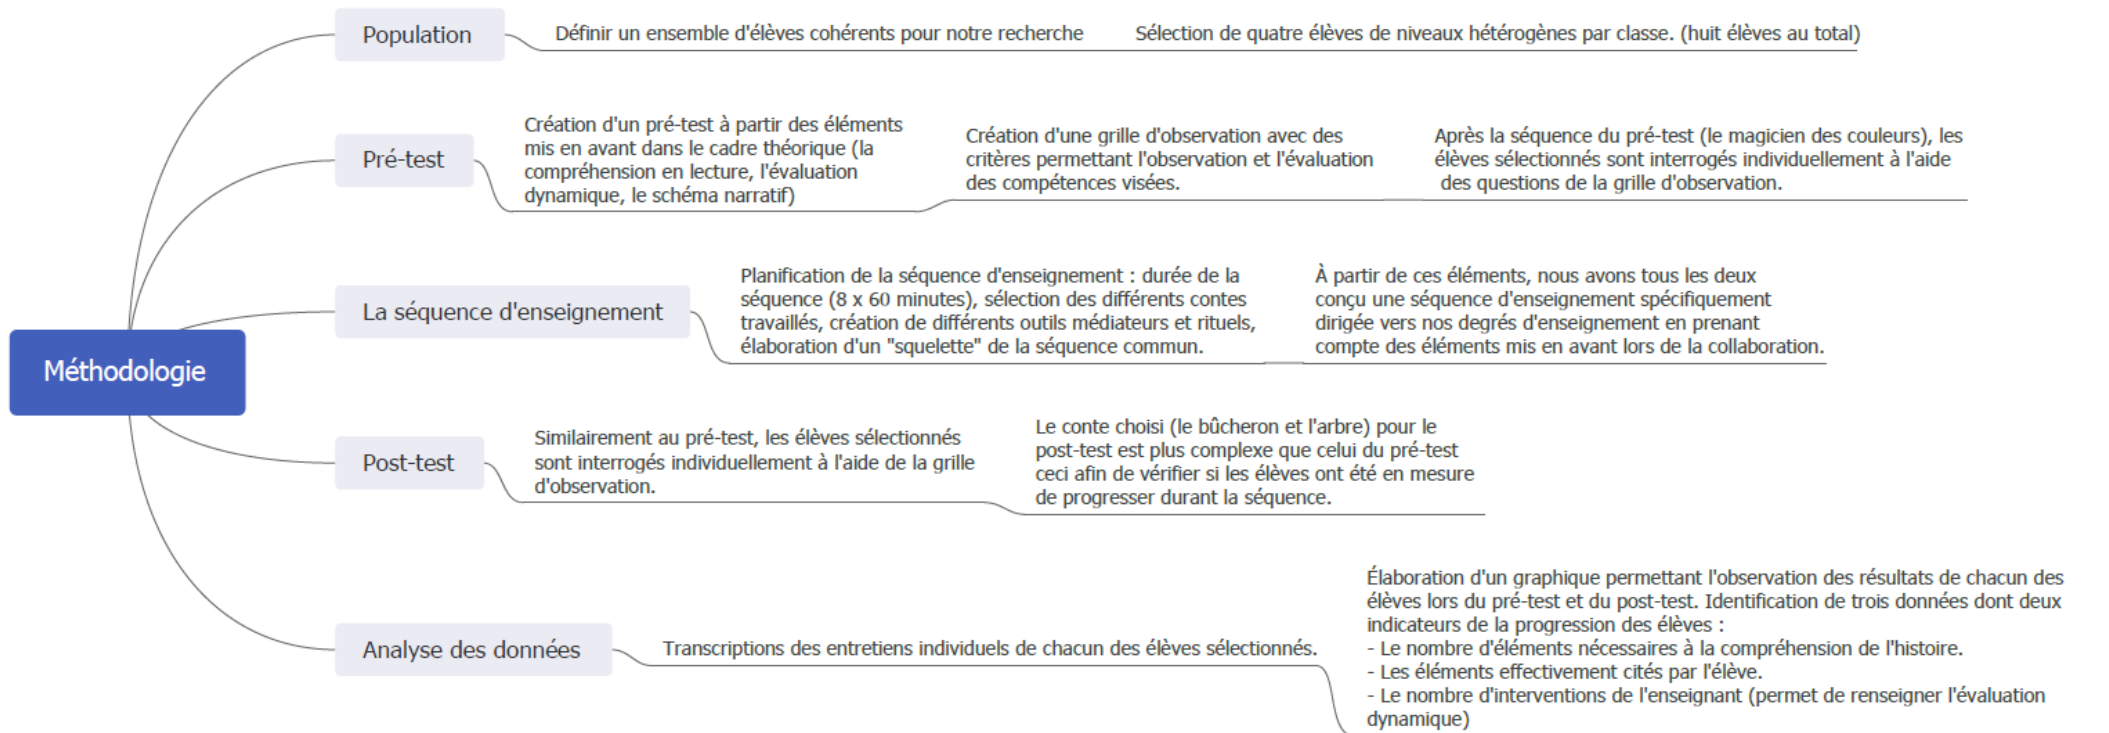 Méthodologie
Population
Définir un ensemble d'élèves cohérents pour notre recherche
Sélection de quatre élèves de niveaux hétérogènes par classe. (huit élèves au total)
Pré-test
Création d'un pré-test à partir des éléments
mis en avant dans le cadre théorique (la
compréhension en lecture, l'évaluation
dynamique, le schéma narratif)
Création d'une grille d'observation avec des
critères permettant l'observation et l'évaluation
des compétences visées.
Après la séquence du pré-test (le magicien des couleurs), les
élèves sélectionnés sont interrogés individuellement à l'aide
des questions de la grille d'observation.
La séquence d'enseignement
Planification de la séquence d'enseignement : durée de la
séquence (8 x 60 minutes), sélection des différents contes
travaillés, création de différents outils médiateurs et rituels,
élaboration d'un "squelette" de la séquence commun.
À partir de ces éléments, nous avons tous les deux
conçu une séquence d'enseignement spécifiquement
dirigée vers nos degrés d'enseignement en prenant
compte des éléments mis en avant lors de la collaboration.
Post-test
Similairement au pré-test, les élèves sélectionnés
sont interrogés individuellement à l'aide de la grille
d'observation.
Le conte choisi (le bûcheron et l'arbre) pour le
post-test est plus complexe que celui du pré-test
ceci afin de vérifier si les élèves ont été en mesure
de progresser durant la séquence.
Analyse des données
Transcriptions des entretiens individuels de chacun des élèves sélectionnés.
Élaboration d'un graphique permettant l'observation des résultats de chacun des
élèves lors du pré-test et du post-test. Identification de trois données dont deux
indicateurs de la progression des élèves :
- Le nombre d'éléments nécessaires à la compréhension de l'histoire.
- Les éléments effectivement cités par l'élève.
- Le nombre d'interventions de l'enseignant (permet de renseigner l'évaluation
dynamique)